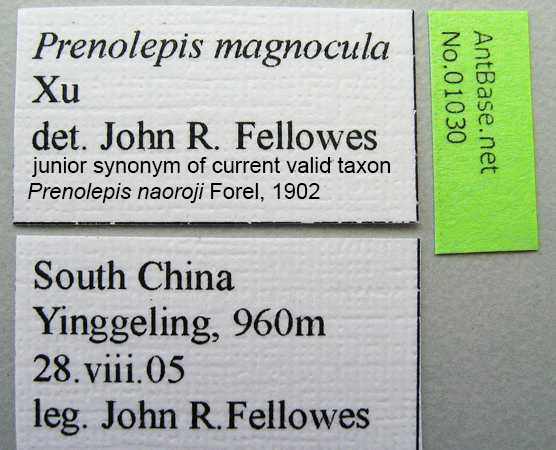 Prenolepis magnocula
Xu
det. John R. Fellowes
junior synonym of current valid taxon
Prenolepis naoroji Forel, 1902
South China
Yinggeling, 960m
28.viii.05
leg. John R.Fellowes
AntBase.net
No.01030